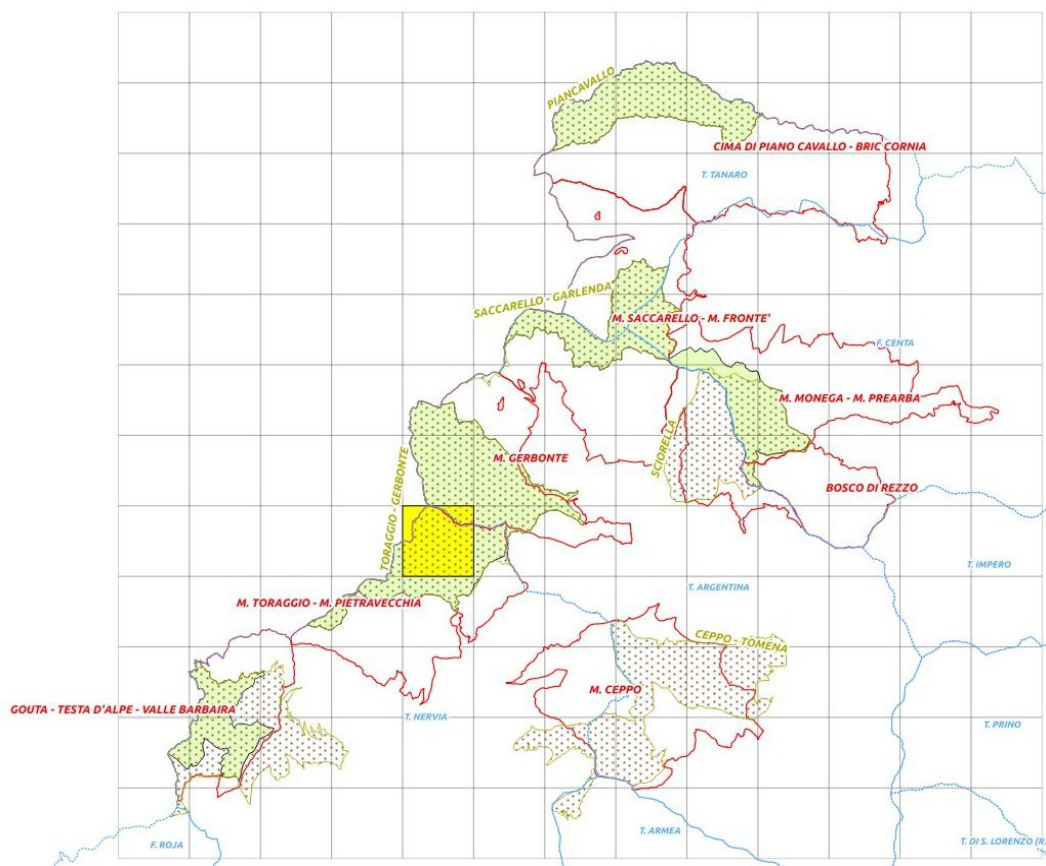 PIANCAVALLO
CIMA DI PIANO CAVALLO - BRIC CORNIA
T. TANARO
SACCARELLO - GARLENDA
M. SACCARELLO - M. FRONTE'
F. CENTA
M. MONEGA - M. PREARBA
SCIORELLA
M. GERBONTE
BOSCO DI REZZO
TORAGGIO - GERBONTE
T. IMPERO
T. ARGENTINA
M. TORAGGIO - M. PIETRAVECCHIA
CEPPO - TOMENA
M. CEPPO
GOUTA - TESTA D'ALPE - VALLE BARBAIRA
T. NERVIA
T. PRINO
F. ROJA
T. ARMEA
T. DI S. LORENZO (R.